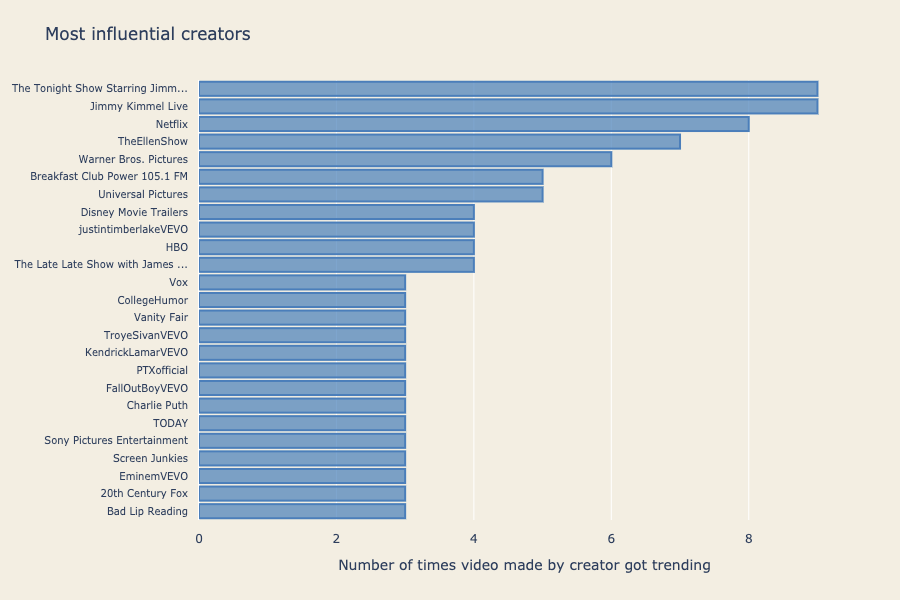 Most influential creators
The Tonight Show Starring Jimm...
Jimmy Kimmel Live
Netflix
TheEllenShow
Warner Bros. Pictures
Breakfast Club Power 105.1 FM
Universal Pictures
Disney Movie Trailers
justintimberlakeVEVO
HBO
The Late Late Show with James ...
Vox
CollegeHumor
Vanity Fair
TroyeSivanVEVO
KendrickLamarVEVO
PTXofficial
FallOutBoyVEVO
Charlie Puth
TODAY
Sony Pictures Entertainment
Screen Junkies
EminemVEVO
20th Century Fox
Bad Lip Reading
0 2 4 6 8
Number of times video made by creator got trending